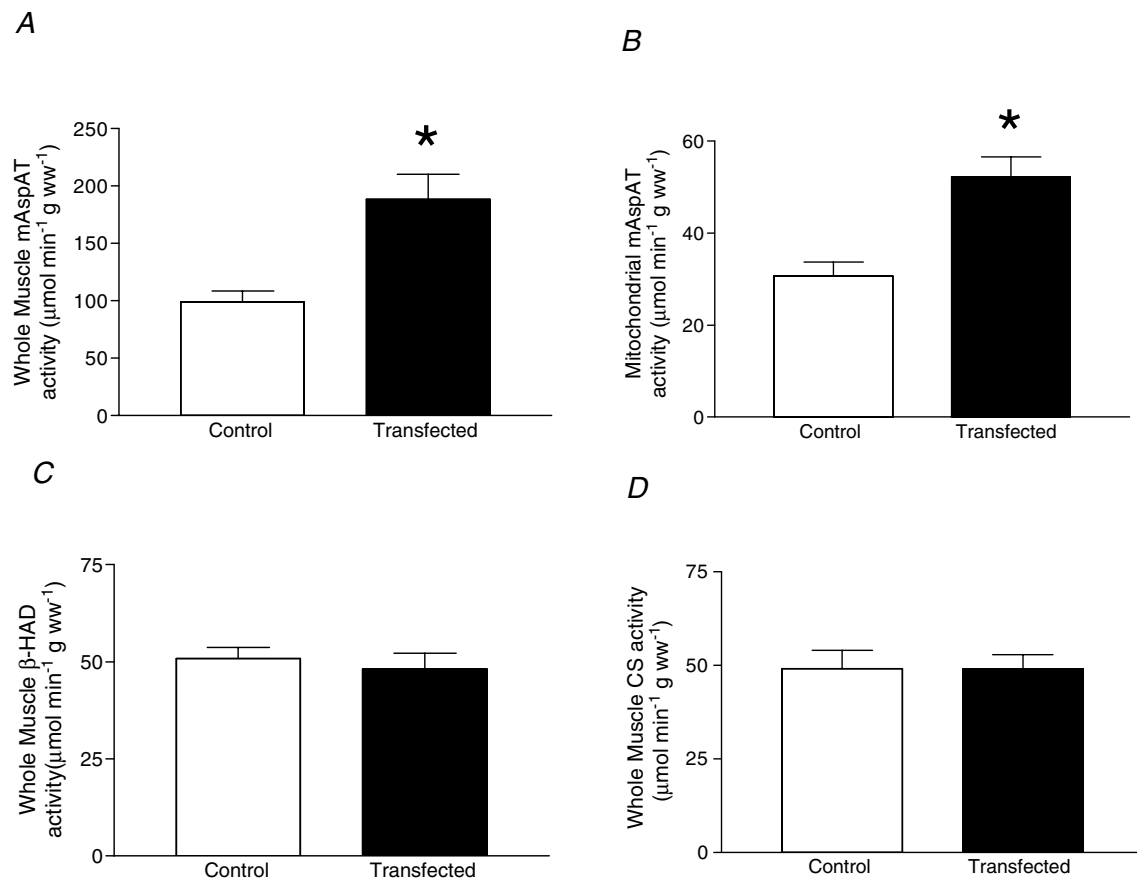 A
Whole Muscle mAspAT
activity (μmol min⁻¹ g ww⁻¹)
250
200
150
100
50
0
*
Control
Transfected
B
Mitochondrial mAspAT
activity (μmol min⁻¹ g ww⁻¹)
60
40
20
0
*
Control
Transfected
C
Whole Muscle β-HAD
activity(μmol min⁻¹ g ww⁻¹)
75
50
25
0
Control
Transfected
D
Whole Muscle CS activity
(μmol min⁻¹ g ww⁻¹)
75
50
25
0
Control
Transfected